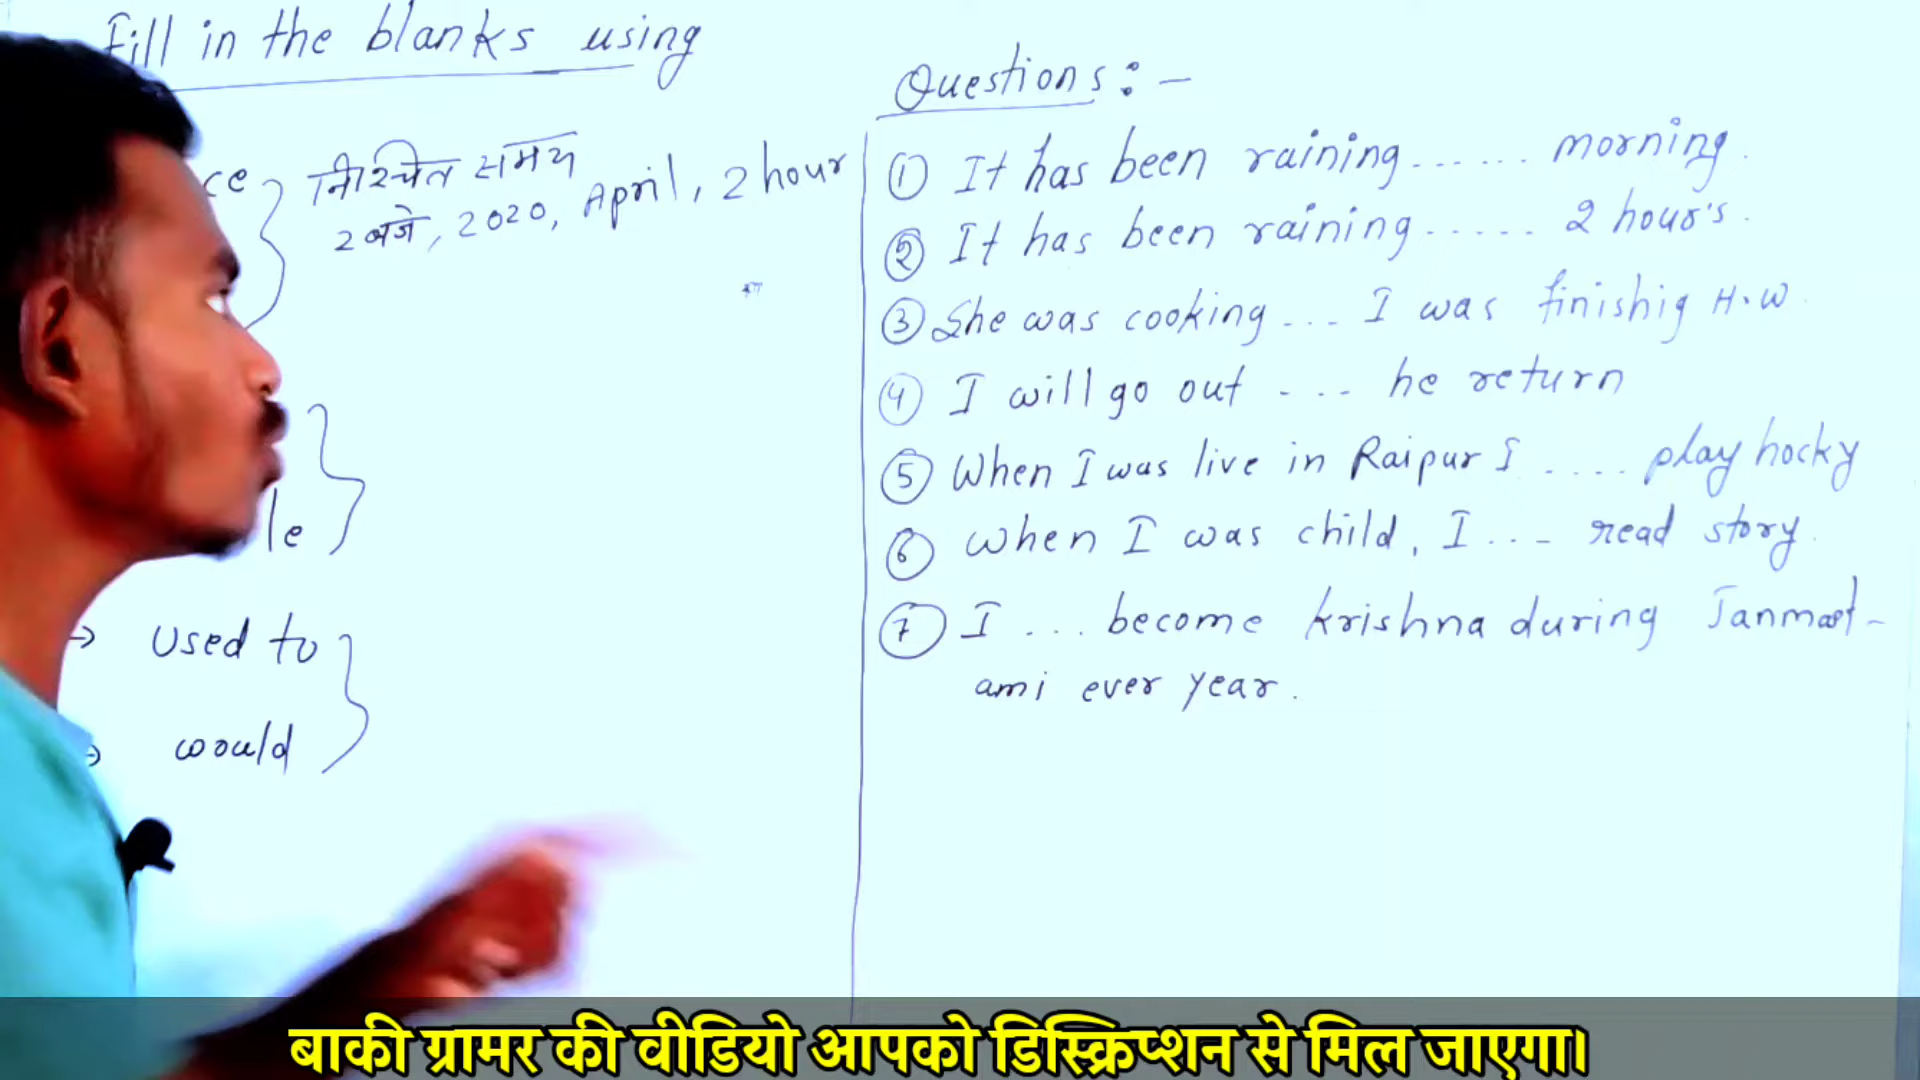 Fill in the blanks using
ce } निश्चित समय
2 बजे, 2020, April, 2 hour
le }
→ used to
→ would }
Questions :-
① It has been raining...... morning.
② It has been raining..... 2 hour's.
③ She was cooking... I was finishig H.W.
④ I will go out .... he return
⑤ When I was live in Raipur I .... play hocky
⑥ When I was child, I ... read story.
⑦ I ... become krishna during Janmast-
ami ever year.
बाकी ग्रामर की वीडियो आपको डिस्क्रिप्शन से मिल जाएगा।